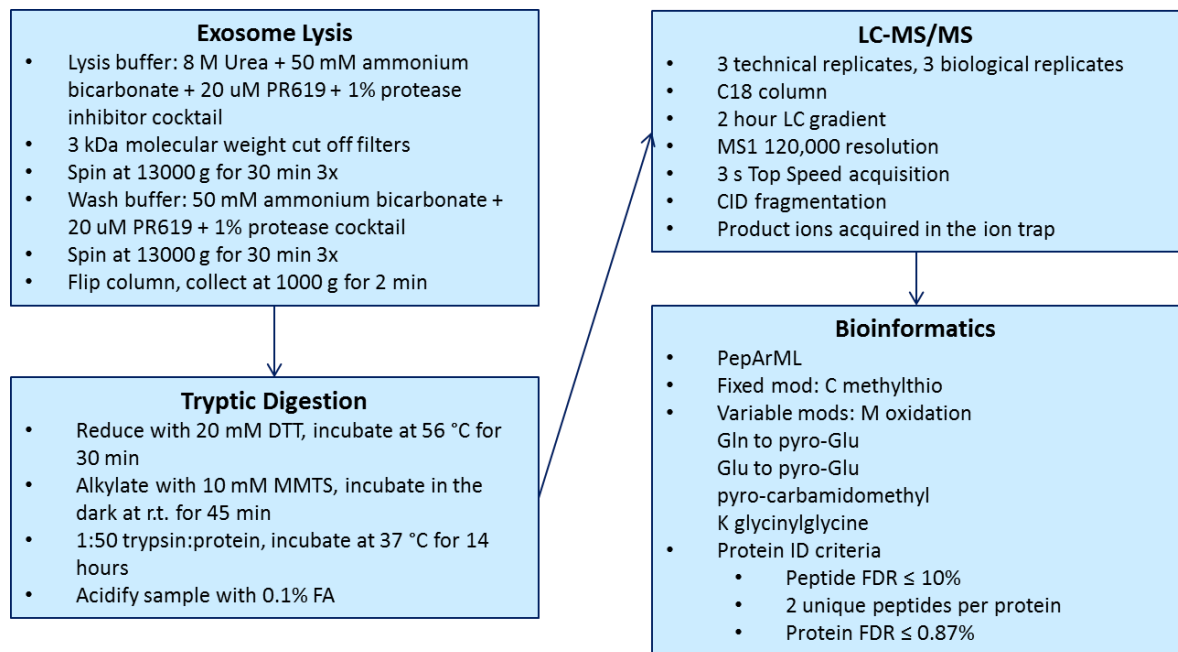 Exosome Lysis
• Lysis buffer: 8 M Urea + 50 mM ammonium
bicarbonate + 20 uM PR619 + 1% protease
inhibitor cocktail
• 3 kDa molecular weight cut off filters
• Spin at 13000 g for 30 min 3x
• Wash buffer: 50 mM ammonium bicarbonate +
20 uM PR619 + 1% protease cocktail
• Spin at 13000 g for 30 min 3x
• Flip column, collect at 1000 g for 2 min
Tryptic Digestion
• Reduce with 20 mM DTT, incubate at 56 °C for
30 min
• Alkylate with 10 mM MMTS, incubate in the
dark at r.t. for 45 min
• 1:50 trypsin:protein, incubate at 37 °C for 14
hours
• Acidify sample with 0.1% FA
LC-MS/MS
• 3 technical replicates, 3 biological replicates
• C18 column
• 2 hour LC gradient
• MS1 120,000 resolution
• 3 s Top Speed acquisition
• CID fragmentation
• Product ions acquired in the ion trap
Bioinformatics
• PepArML
• Fixed mod: C methylthio
• Variable mods: M oxidation
Gln to pyro-Glu
Glu to pyro-Glu
pyro-carbamidomethyl
K glycinylglycine
• Protein ID criteria
• Peptide FDR ≤ 10%
• 2 unique peptides per protein
• Protein FDR ≤ 0.87%